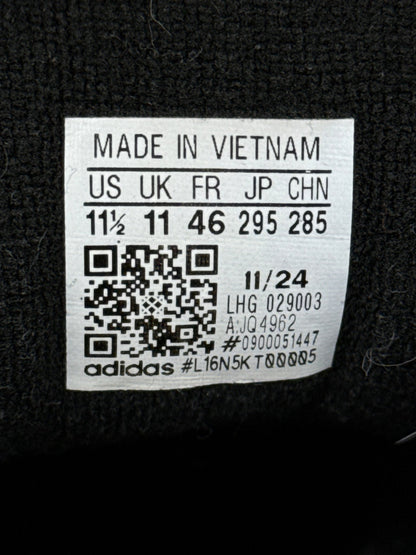 MADE IN VIETNAM
US UK FR JP CHN
11½ 11 46 295 285
11/24
LHG 029003
A:JQ4962
#0900051447
adidas #L16N5KT00005